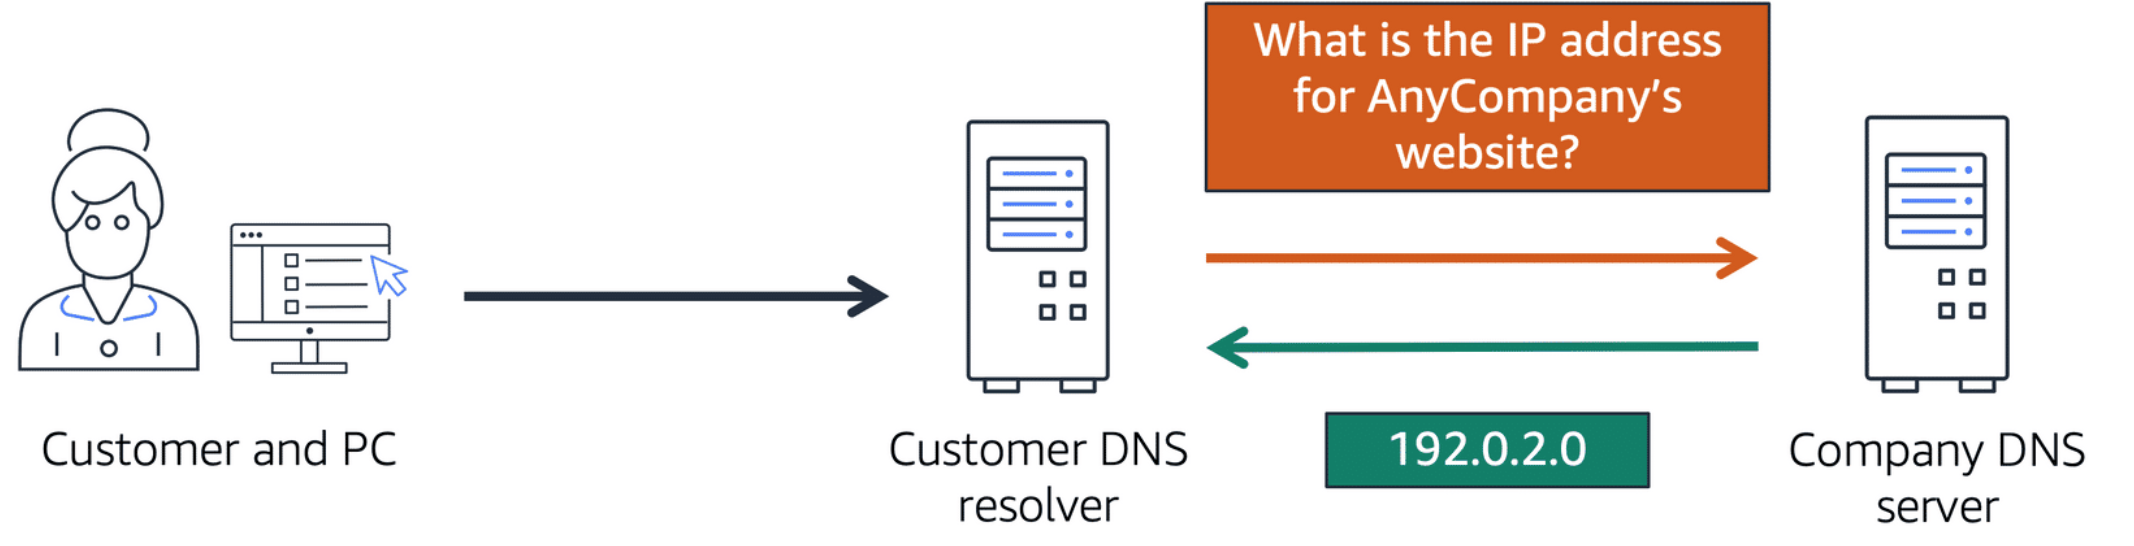 What is the IP address
for AnyCompany's
website?
192.0.2.0
Customer and PC
Customer DNS
resolver
Company DNS
server